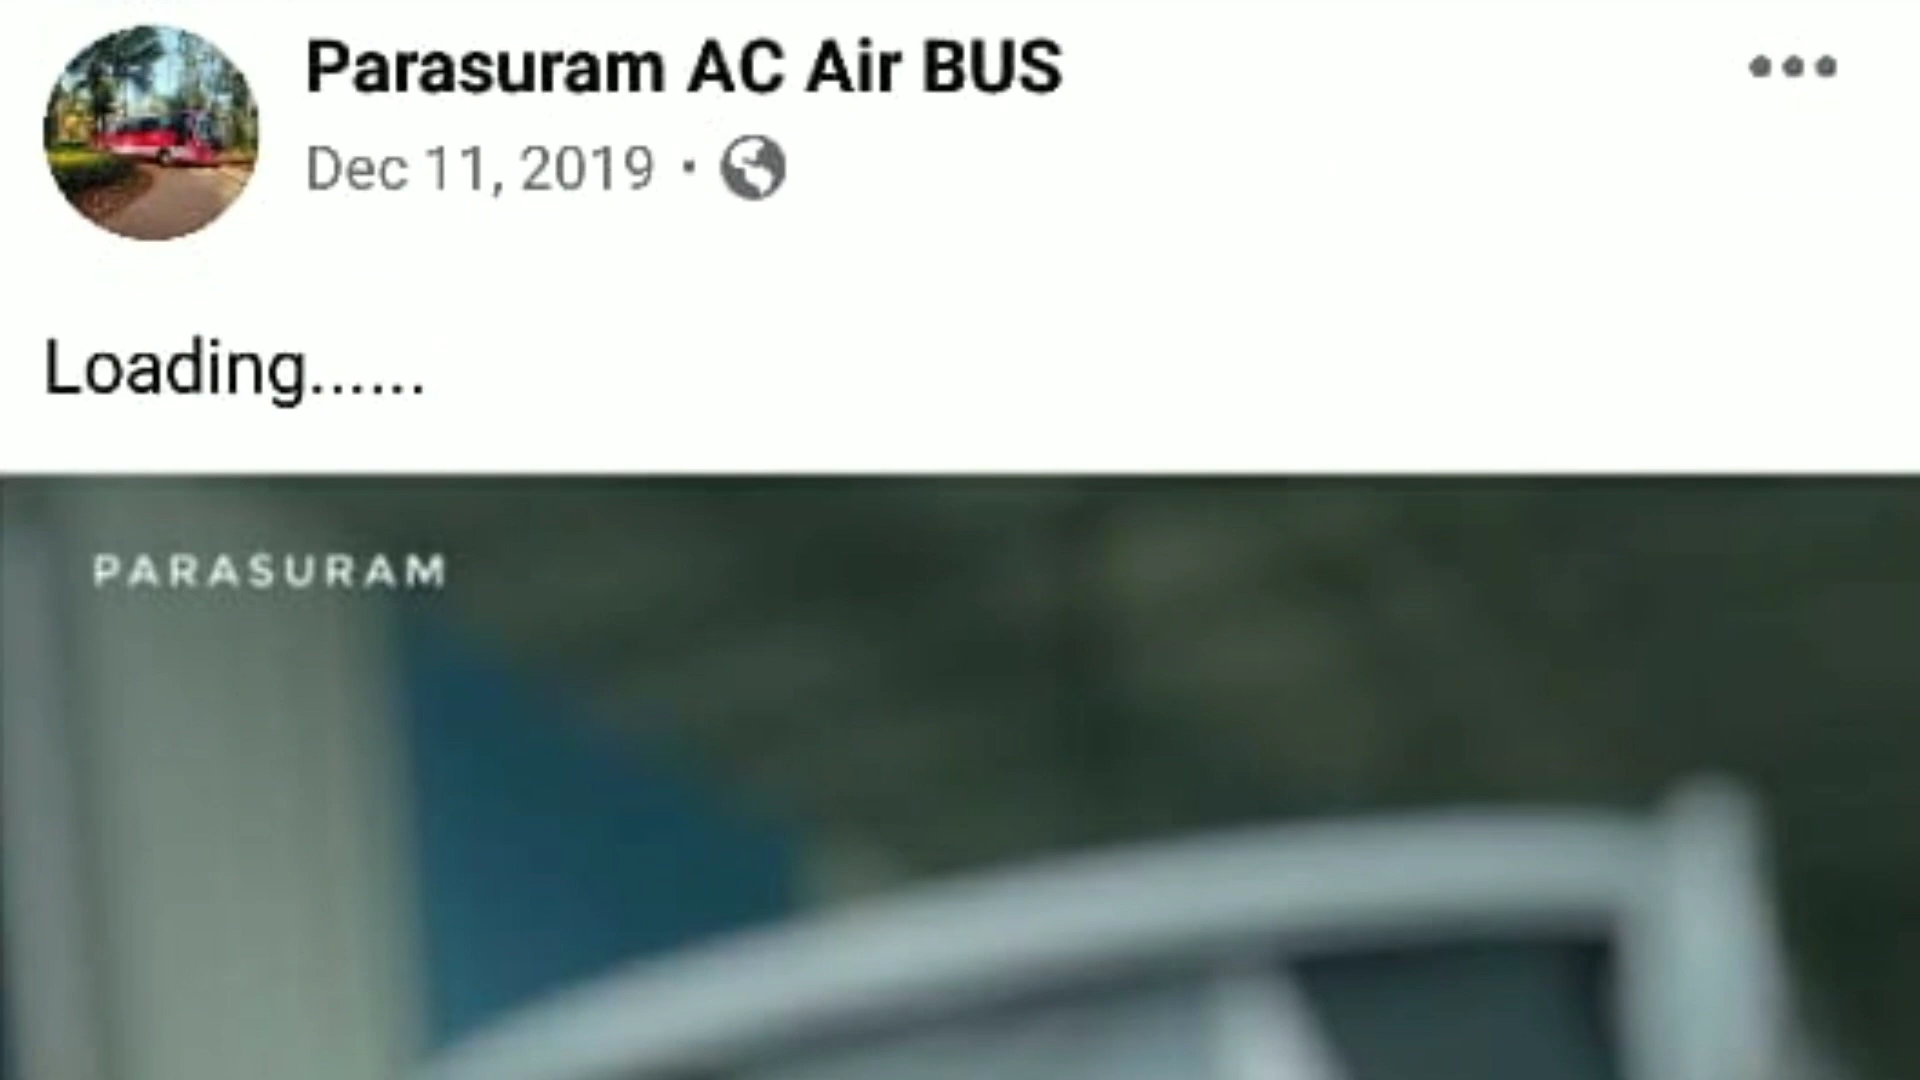 Parasuram AC Air BUS
Dec 11, 2019 ·
Loading......
PARASURAM